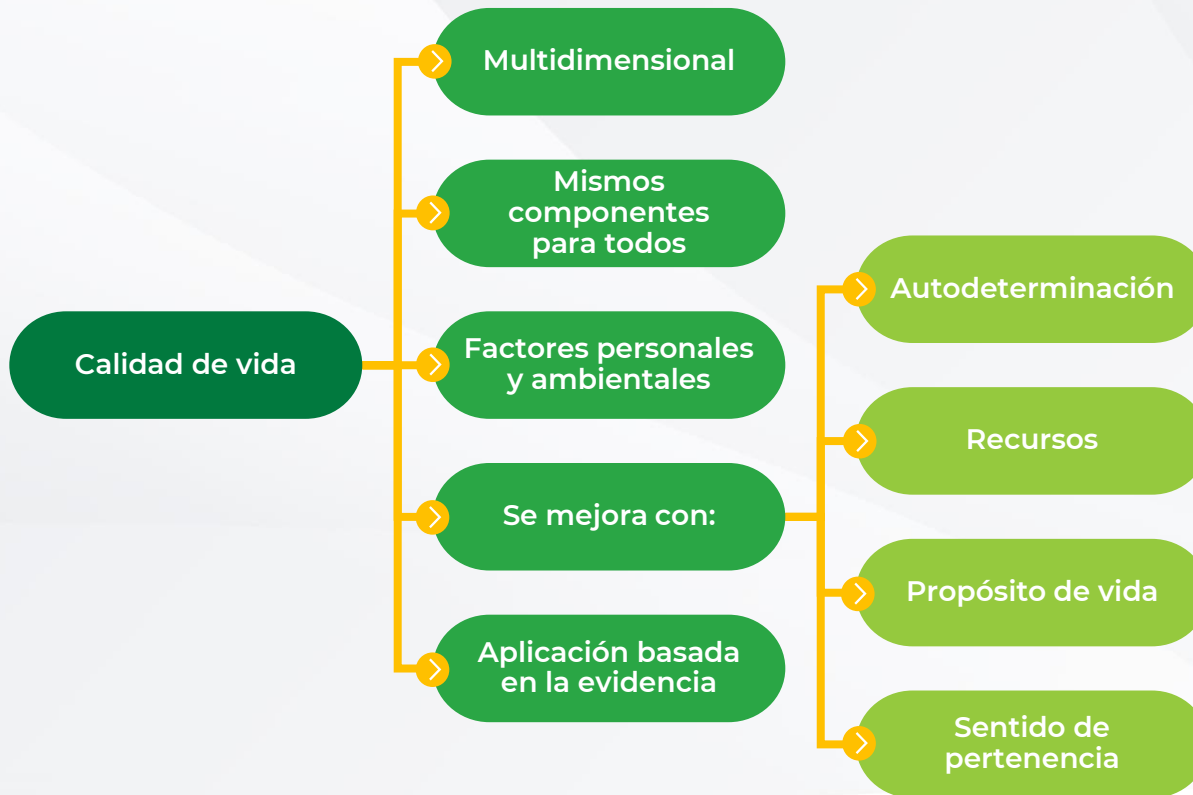 Multidimensional
Mismos
componentes
para todos
Calidad de vida
Factores personales
y ambientales
Se mejora con:
Aplicación basada
en la evidencia
Autodeterminación
Recursos
Propósito de vida
Sentido de
pertenencia